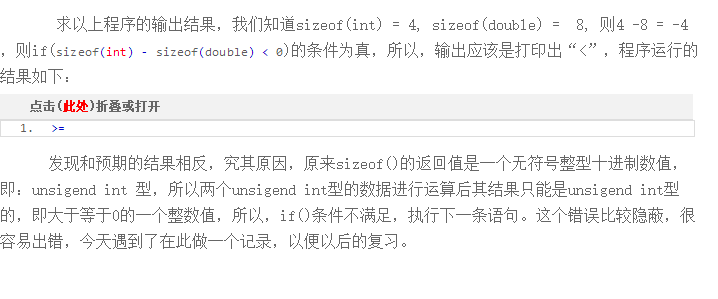 求以上程序的输出结果，我们知道sizeof(int) = 4, sizeof(double) =  8, 则4 -8 = -4
，则if(sizeof(int) - sizeof(double) < 0)的条件为真，所以，输出应该是打印出“<”，程序运行的
结果如下：
点击(此处)折叠或打开
1. >=
发现和预期的结果相反，究其原因，原来sizeof()的返回值是一个无符号整型十进制数值，
即：unsigend int 型，所以两个unsigend int型的数据进行运算后其结果只能是unsigend int型
的，即大于等于0的一个整数值，所以，if()条件不满足，执行下一条语句。这个错误比较隐蔽，很
容易出错，今天遇到了在此做一个记录，以便以后的复习。